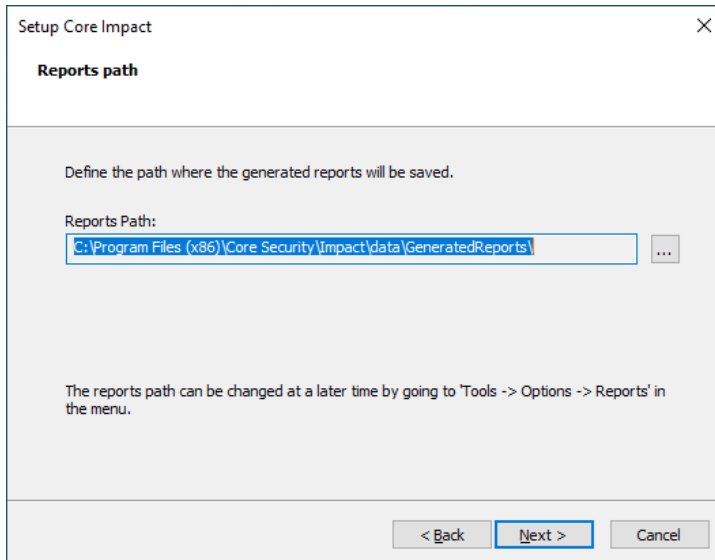 Setup Core Impact
Reports path
Define the path where the generated reports will be saved.
Reports Path:
C:\Program Files (x86)\Core Security\Impact\data\GeneratedReports\
...
The reports path can be changed at a later time by going to 'Tools -> Options -> Reports' in
the menu.
< Back
Next >
Cancel